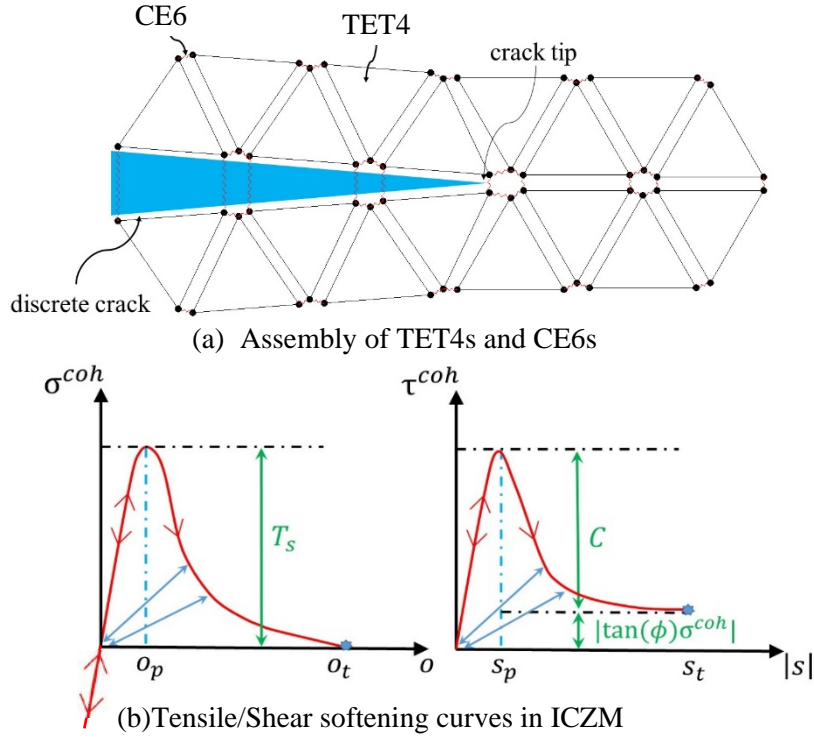 CE6
TET4
crack tip
discrete crack
(a) Assembly of TET4s and CE6s
σ^{coh}
τ^{coh}
T_s
C
|tan(ϕ)σ^{coh}|
o_p
o_t
o
s_p
s_t
|s|
(b)Tensile/Shear softening curves in ICZM